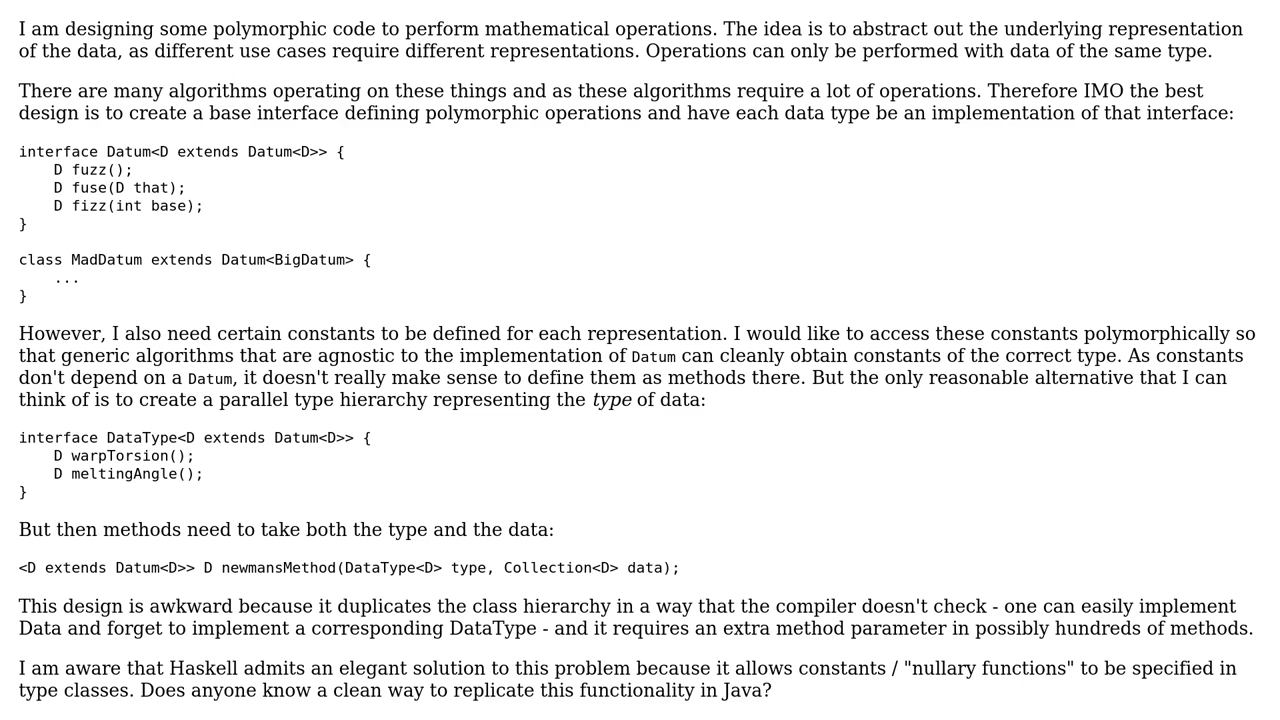 I am designing some polymorphic code to perform mathematical operations. The idea is to abstract out the underlying representation
of the data, as different use cases require different representations. Operations can only be performed with data of the same type.
There are many algorithms operating on these things and as these algorithms require a lot of operations. Therefore IMO the best
design is to create a base interface defining polymorphic operations and have each data type be an implementation of that interface:
interface Datum<D extends Datum<D>> {
    D fuzz();
    D fuse(D that);
    D fizz(int base);
}
class MadDatum extends Datum<BigDatum> {
    ...
}
However, I also need certain constants to be defined for each representation. I would like to access these constants polymorphically so
that generic algorithms that are agnostic to the implementation of Datum can cleanly obtain constants of the correct type. As constants
don't depend on a Datum, it doesn't really make sense to define them as methods there. But the only reasonable alternative that I can
think of is to create a parallel type hierarchy representing the type of data:
interface DataType<D extends Datum<D>> {
    D warpTorsion();
    D meltingAngle();
}
But then methods need to take both the type and the data:
<D extends Datum<D>> D newmansMethod(DataType<D> type, Collection<D> data);
This design is awkward because it duplicates the class hierarchy in a way that the compiler doesn't check - one can easily implement
Data and forget to implement a corresponding DataType - and it requires an extra method parameter in possibly hundreds of methods.
I am aware that Haskell admits an elegant solution to this problem because it allows constants / "nullary functions" to be specified in
type classes. Does anyone know a clean way to replicate this functionality in Java?